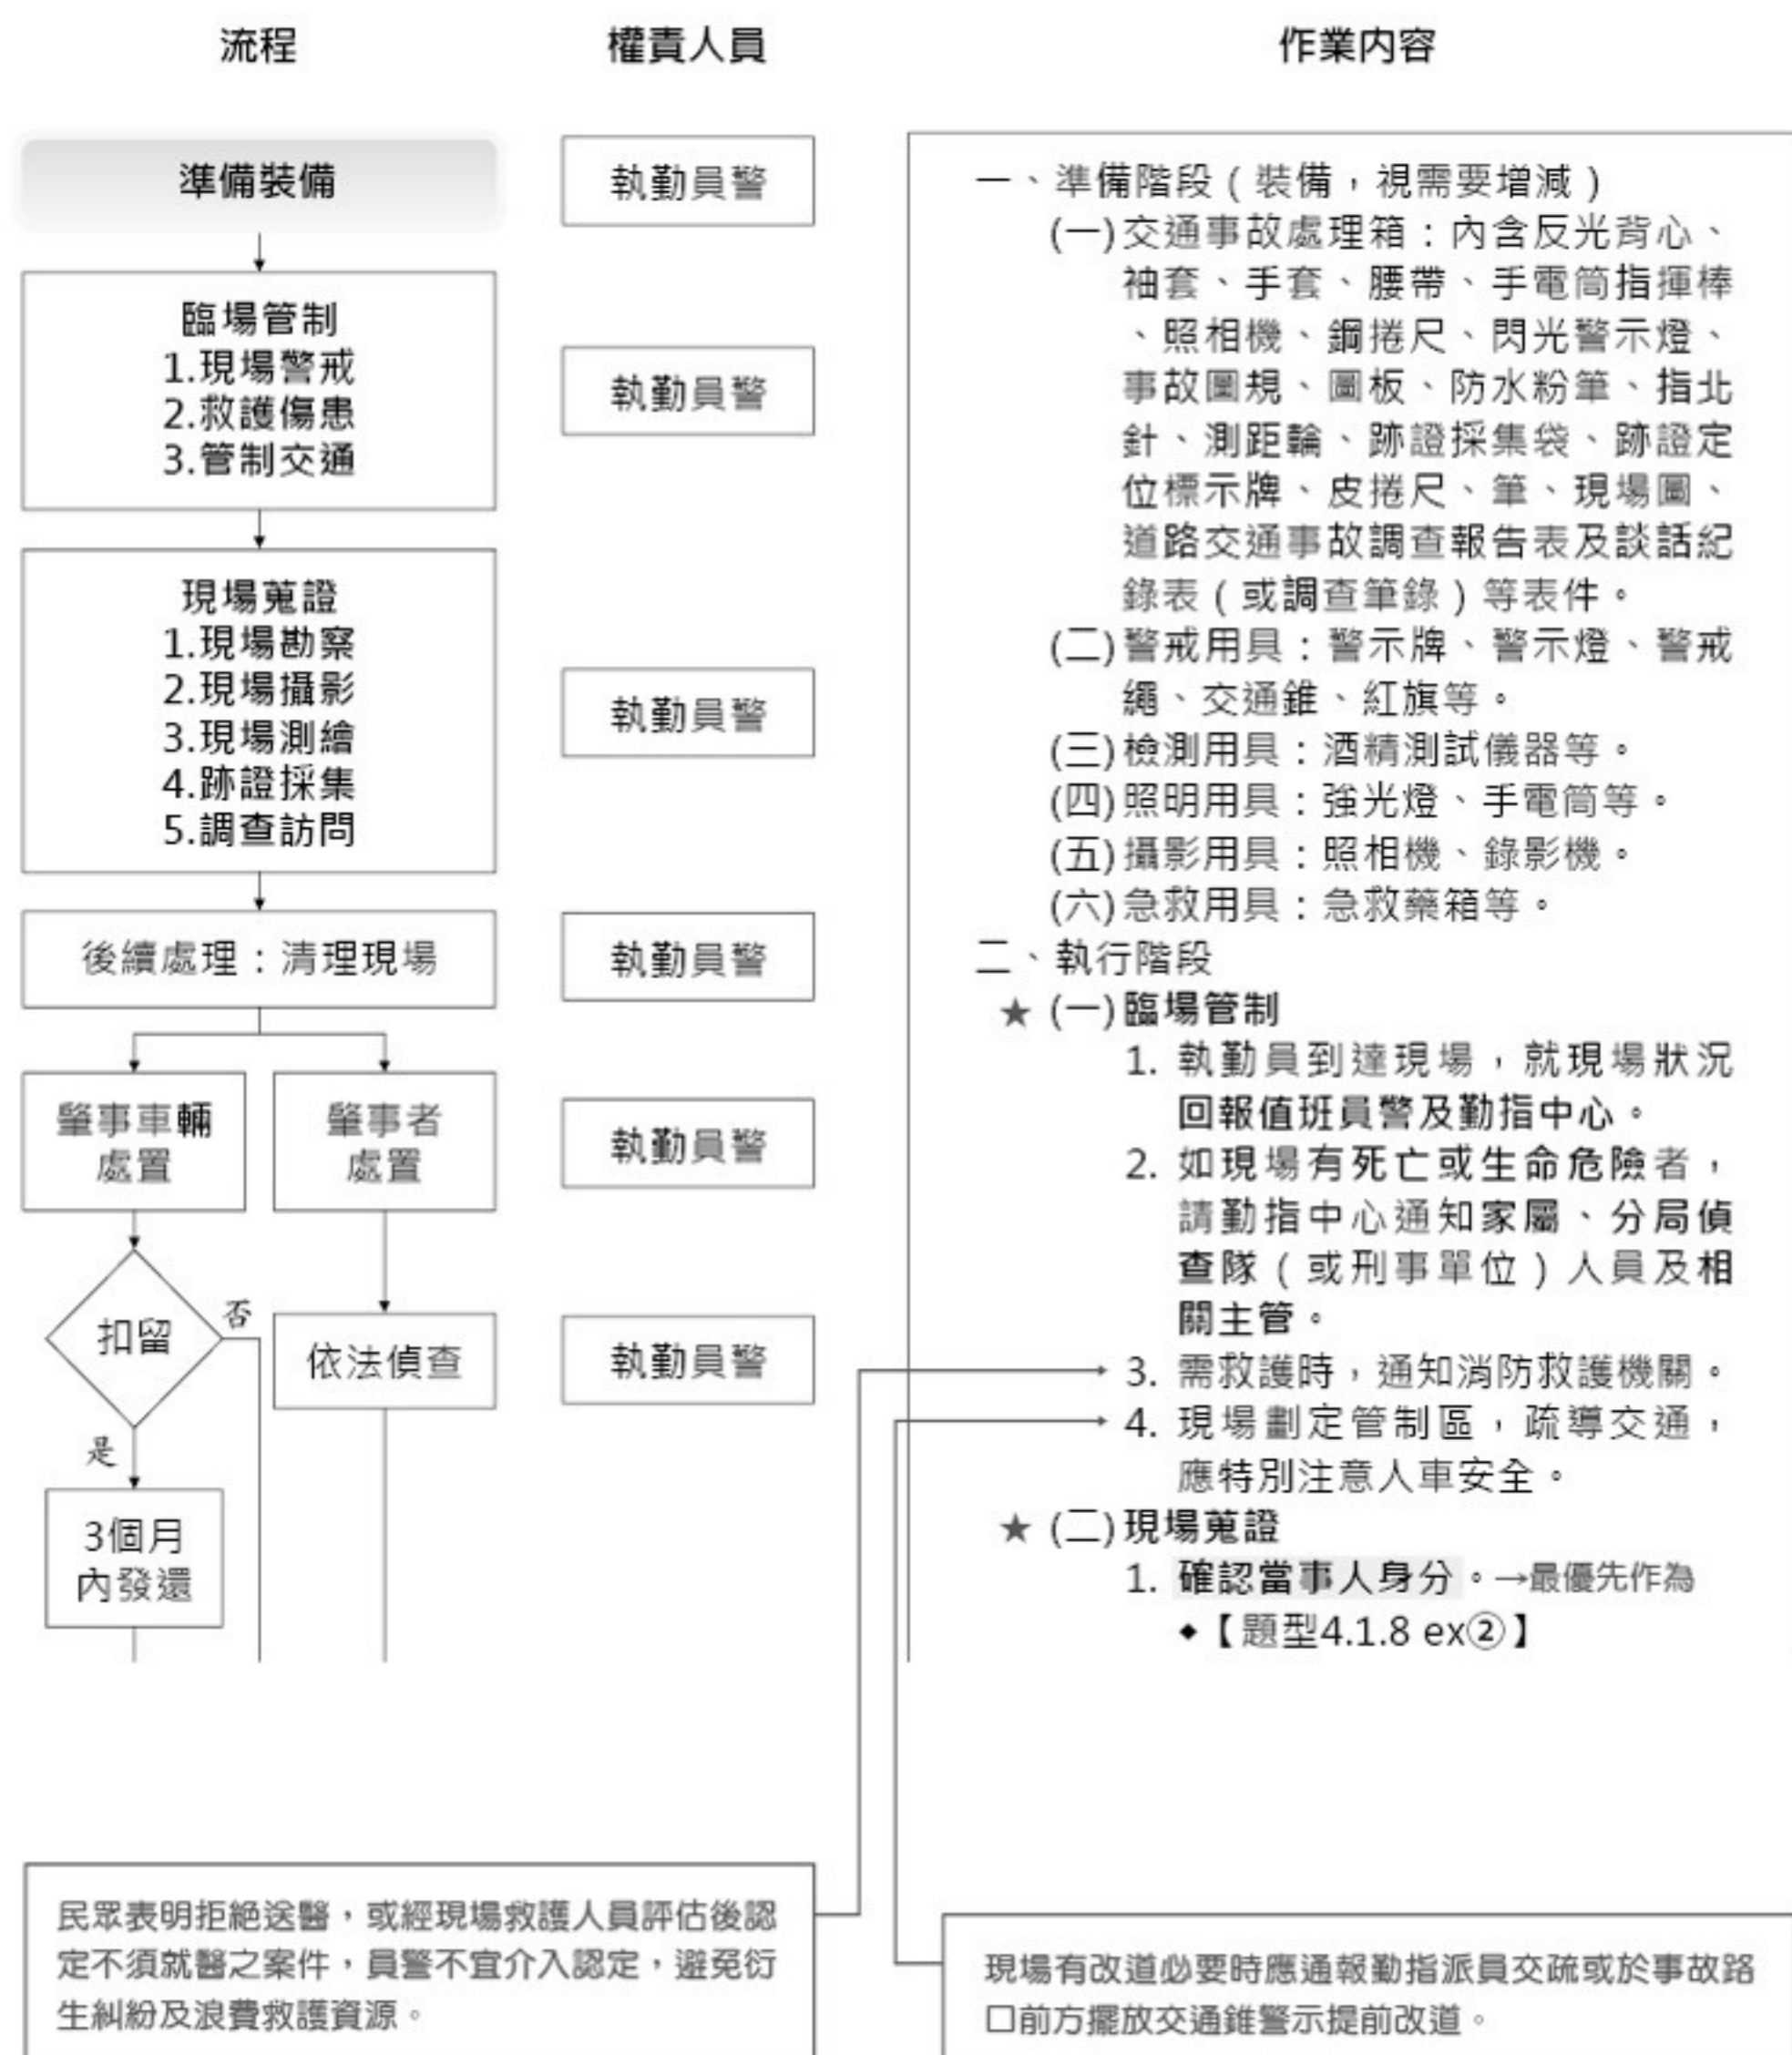 流程
權責人員
作業內容
準備裝備
執勤員警
臨場管制
1.現場警戒
2.救護傷患
3.管制交通
執勤員警
現場蒐證
1.現場勘察
2.現場攝影
3.現場測繪
4.跡證採集
5.調查訪問
執勤員警
後續處理：清理現場
執勤員警
肇事車輛
處置
肇事者
處置
執勤員警
扣留
否
是
依法偵查
執勤員警
3個月
內發還
一、準備階段（裝備，視需要增減）
(一)交通事故處理箱：內含反光背心、
袖套、手套、腰帶、手電筒指揮棒
、照相機、鋼捲尺、閃光警示燈、
事故圖規、圖板、防水粉筆、指北
針、測距輪、跡證採集袋、跡證定
位標示牌、皮捲尺、筆、現場圖、
道路交通事故調查報告表及談話紀
錄表（或調查筆錄）等表件。
(二)警戒用具：警示牌、警示燈、警戒
繩、交通錐、紅旗等。
(三)檢測用具：酒精測試儀器等。
(四)照明用具：強光燈、手電筒等。
(五)攝影用具：照相機、錄影機。
(六)急救用具：急救藥箱等。
二、執行階段
★(一)臨場管制
1. 執勤員到達現場，就現場狀況
回報值班員警及勤指中心。
2. 如現場有死亡或生命危險者，
請勤指中心通知家屬、分局偵
查隊（或刑事單位）人員及相
關主管。
3. 需救護時，通知消防救護機關。
4. 現場劃定管制區，疏導交通，
應特別注意人車安全。
★(二)現場蒐證
1. 確認當事人身分。→最優先作為
◆【題型4.1.8 ex②】
民眾表明拒絕送醫，或經現場救護人員評估後認
定不須就醫之案件，員警不宜介入認定，避免衍
生糾紛及浪費救護資源。
現場有改道必要時應通報勤指派員交疏或於事故路
口前方擺放交通錐警示提前改道。